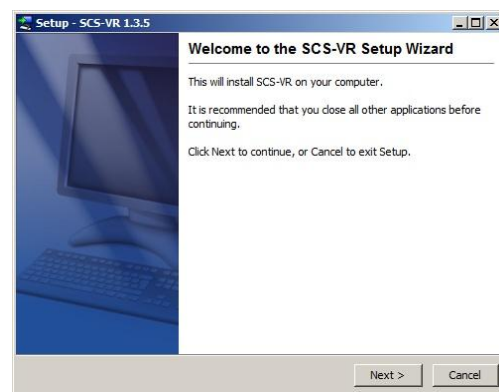 Setup - SCS-VR 1.3.5
Welcome to the SCS-VR Setup Wizard
This will install SCS-VR on your computer.
It is recommended that you close all other applications before
continuing.
Click Next to continue, or Cancel to exit Setup.
Next >
Cancel